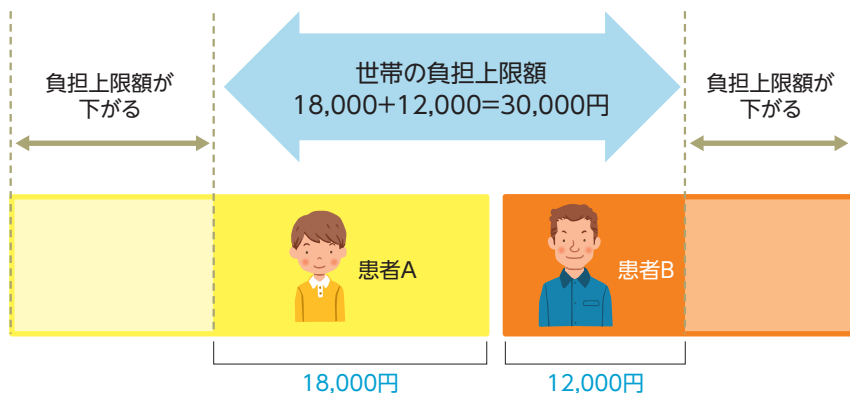 負担上限額が
下がる
世帯の負担上限額
18,000+12,000=30,000円
負担上限額が
下がる
患者A
患者B
18,000円
12,000円